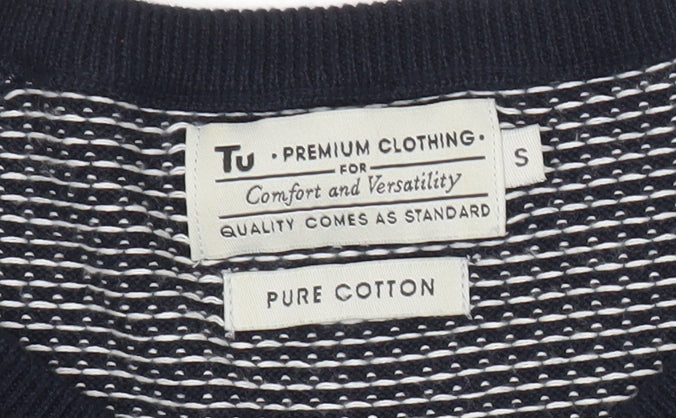 Tu · PREMIUM CLOTHING ·
FOR
Comfort and Versatility
QUALITY COMES AS STANDARD
S
PURE COTTON